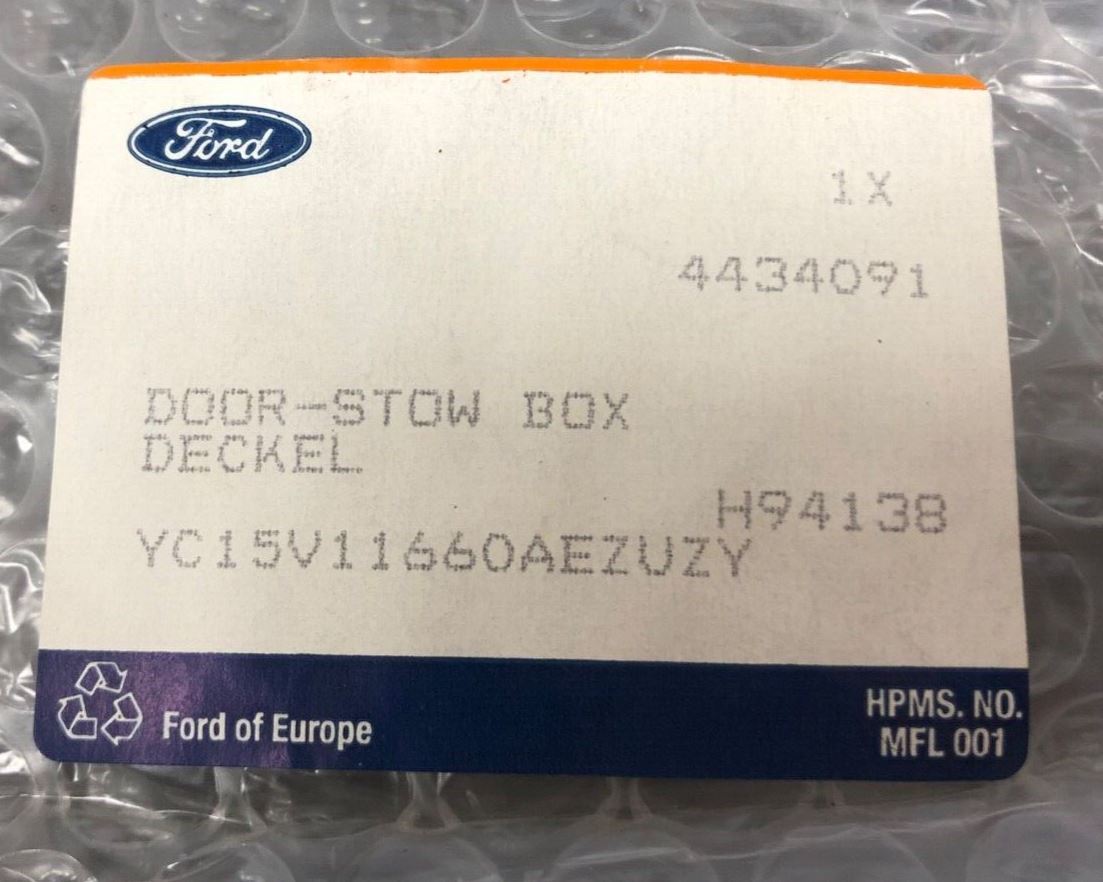 Ford
1X
4434091
DOOR-STOW BOX
DECKEL
H94138
YC15V11660AEZUZY
Ford of Europe
HPMS. NO.
MFL 001